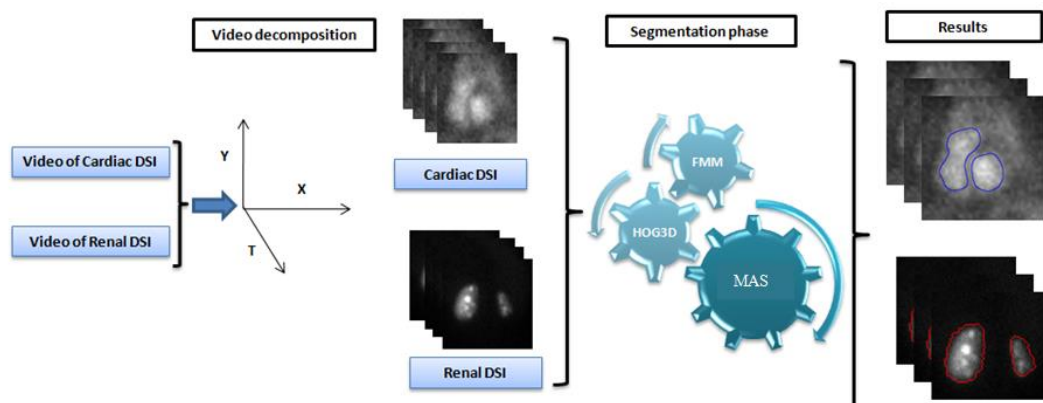 Video decomposition
Segmentation phase
Results
Video of Cardiac DSI
Video of Renal DSI
Y
X
T
Cardiac DSI
Renal DSI
FMM
HOG3D
MAS